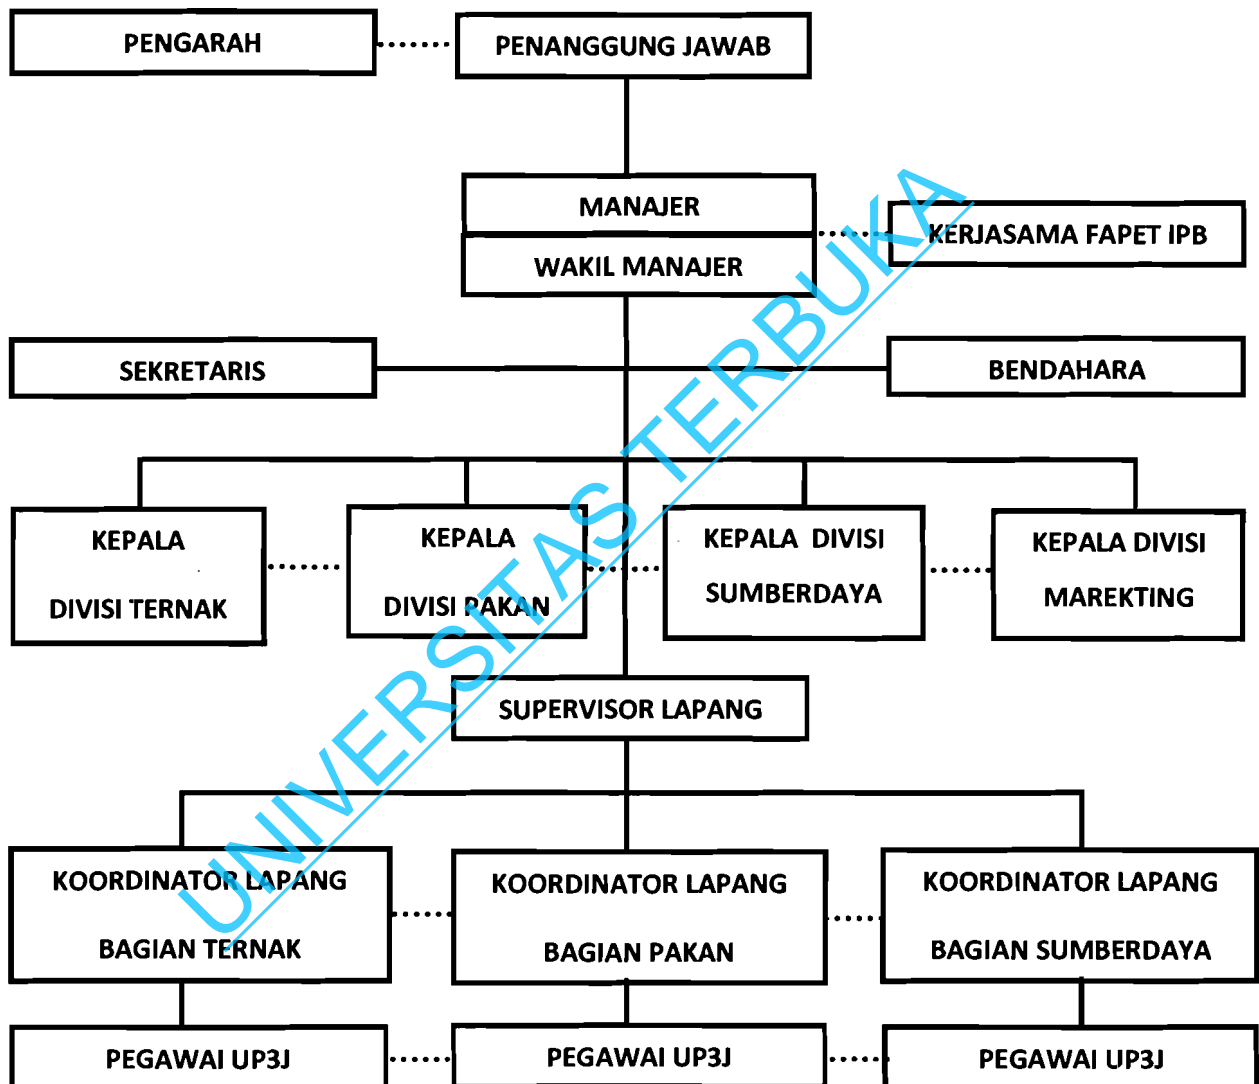 PENGARAH
PENANGGUNG JAWAB
MANAJER
WAKIL MANAJER
KERJASAMA FAPET IPB
SEKRETARIS
BENDAHARA
KEPALA
DIVISI TERNAK
KEPALA
DIVISI PAKAN
KEPALA DIVISI
SUMBERDAYA
KEPALA DIVISI
MAREKTING
SUPERVISOR LAPANG
KOORDINATOR LAPANG
BAGIAN TERNAK
KOORDINATOR LAPANG
BAGIAN PAKAN
KOORDINATOR LAPANG
BAGIAN SUMBERDAYA
PEGAWAI UP3J
PEGAWAI UP3J
PEGAWAI UP3J
UNIVERSITAS TERBUKA